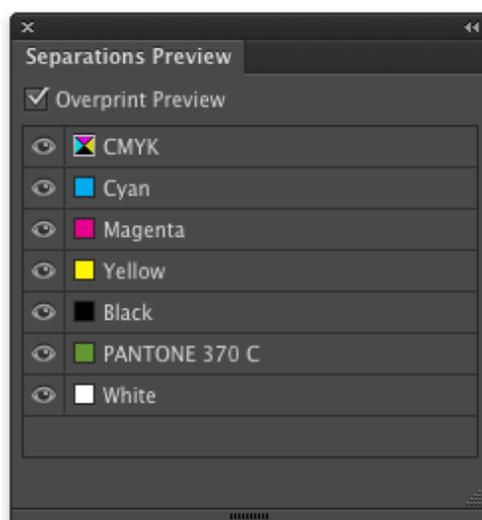 Separations Preview
Overprint Preview
CMYK
Cyan
Magenta
Yellow
Black
PANTONE 370 C
White